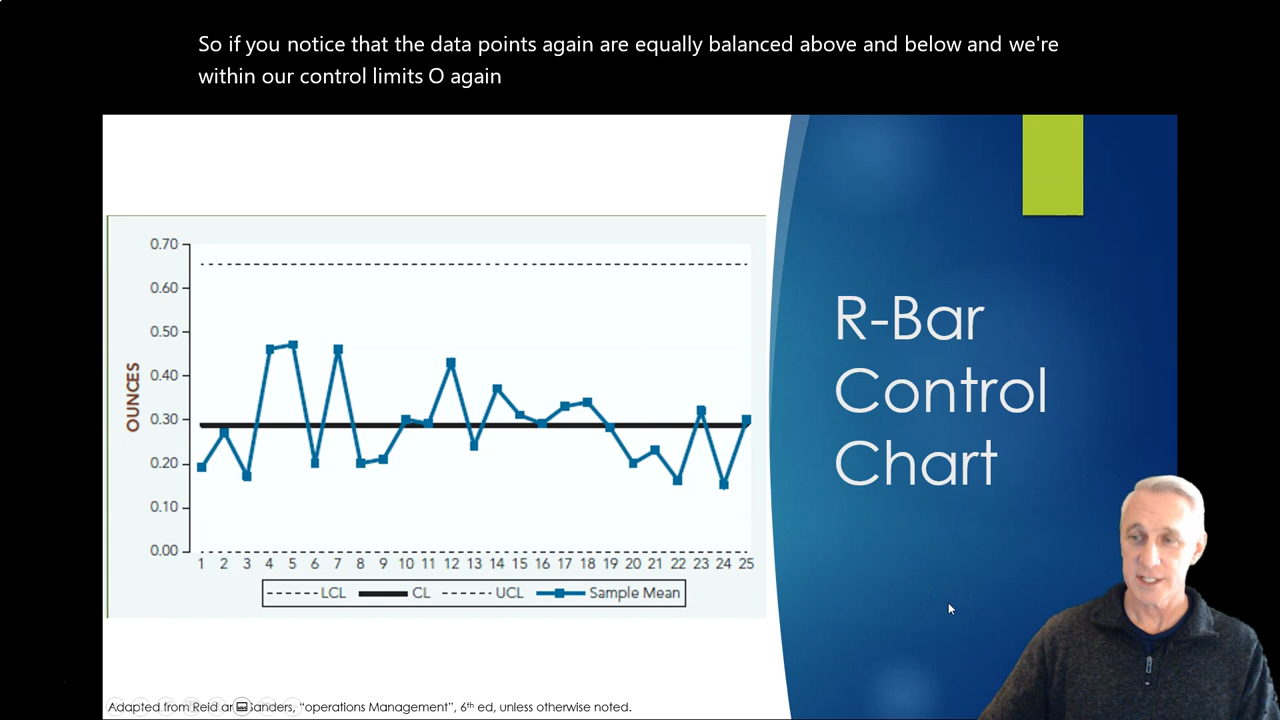 So if you notice that the data points again are equally balanced above and below and we're
within our control limits O again
R-Bar
Control
Chart
OUNCES
0.70
0.60
0.50
0.40
0.30
0.20
0.10
0.00
1 2 3 4 5 6 7 8 9 10 11 12 13 14 15 16 17 18 19 20 21 22 23 24 25
LCL CL UCL Sample Mean
Adapted from Reid an Sanders, “operations Management”, 6th ed, unless otherwise noted.